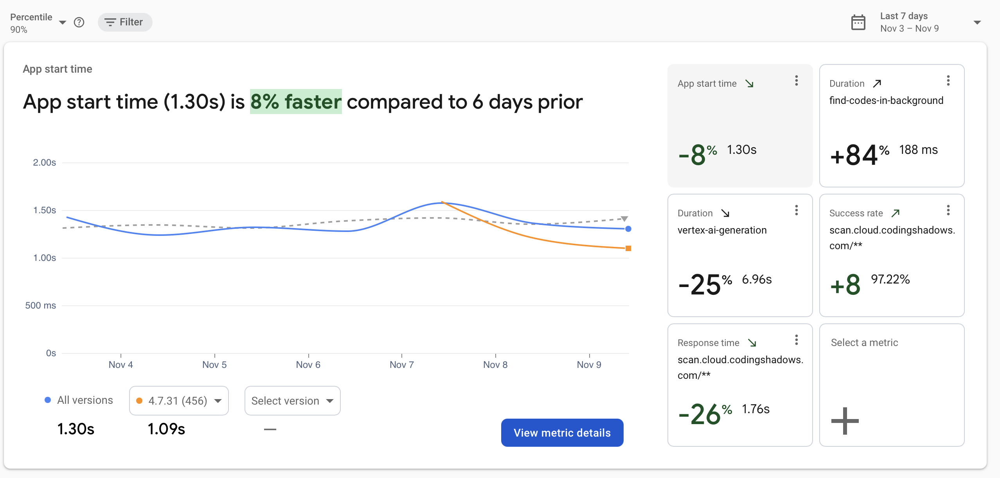 Percentile
90%
Filter
Last 7 days
Nov 3 – Nov 9
App start time
App start time (1.30s) is 8% faster compared to 6 days prior
2.00s
1.50s
1.00s
500 ms
0s
Nov 4
Nov 5
Nov 6
Nov 7
Nov 8
Nov 9
All versions
1.30s
4.7.31 (456)
1.09s
Select version
—
View metric details
App start time
-8% 1.30s
Duration
find-codes-in-background
+84% 188 ms
Duration
vertex-ai-generation
-25% 6.96s
Success rate
scan.cloud.codingshadows.
com/**
+8 97.22%
Response time
scan.cloud.codingshadows.
com/**
-26% 1.76s
Select a metric